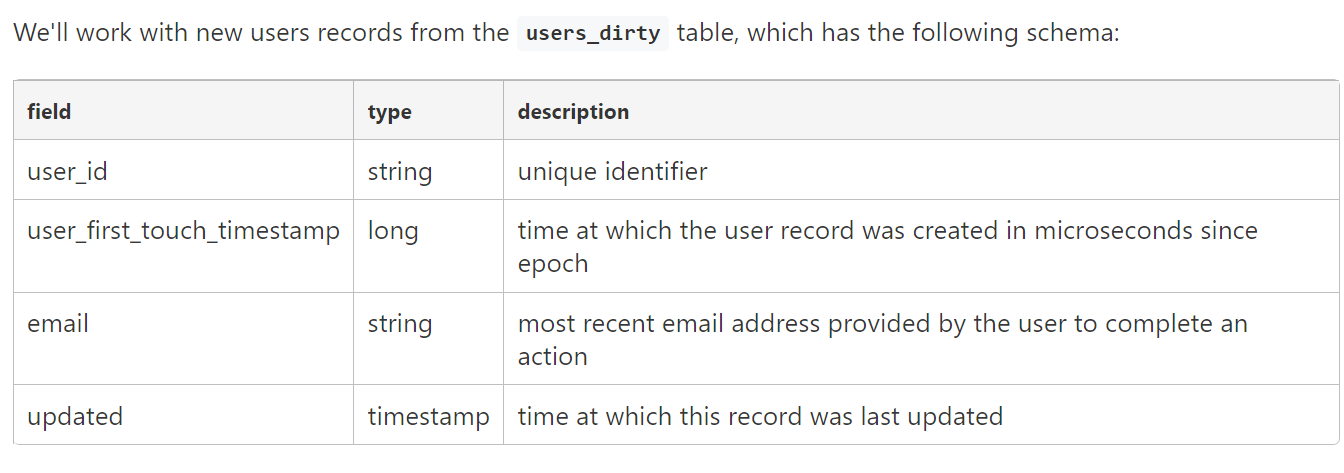 We'll work with new users records from the users_dirty table, which has the following schema:
field type description
user_id string unique identifier
user_first_touch_timestamp long time at which the user record was created in microseconds since
epoch
email string most recent email address provided by the user to complete an
action
updated timestamp time at which this record was last updated